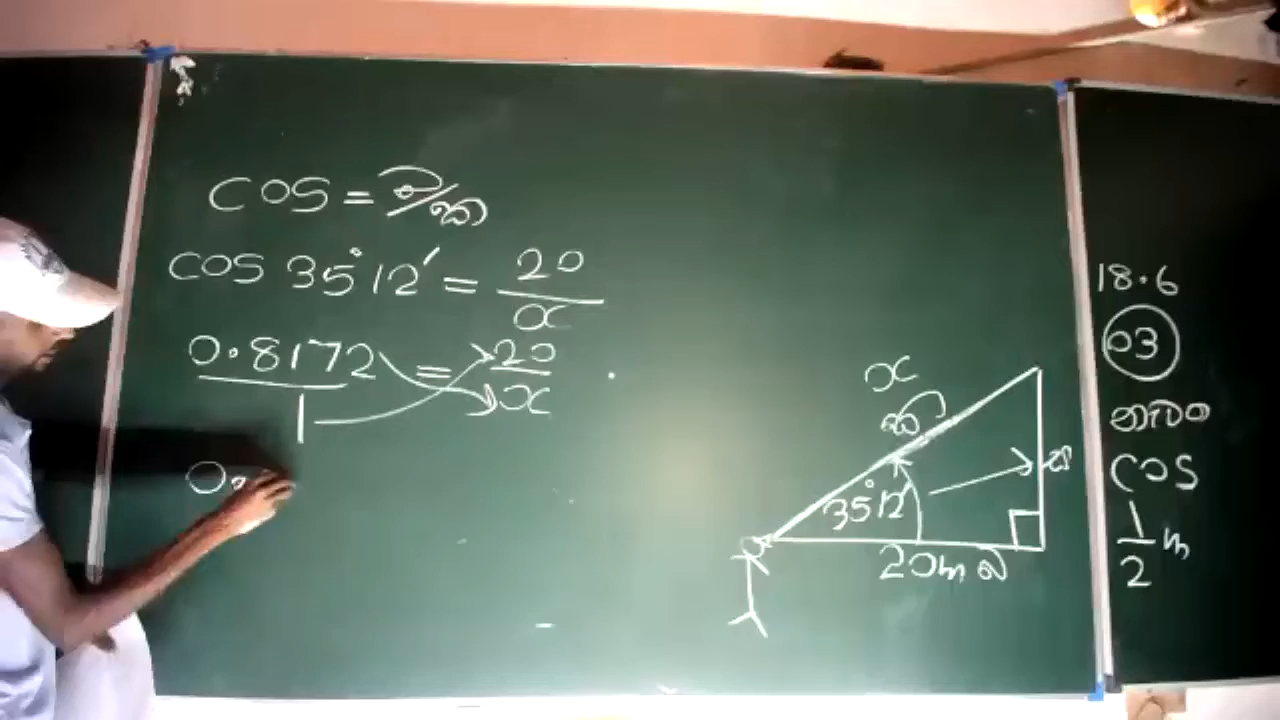 COS = බ/ක
COS 35°12′ = 20/x
0.8172/1 = 20/x
0.
x
ක
35°12′
20m බ
18.6
03
COS
1/2 m